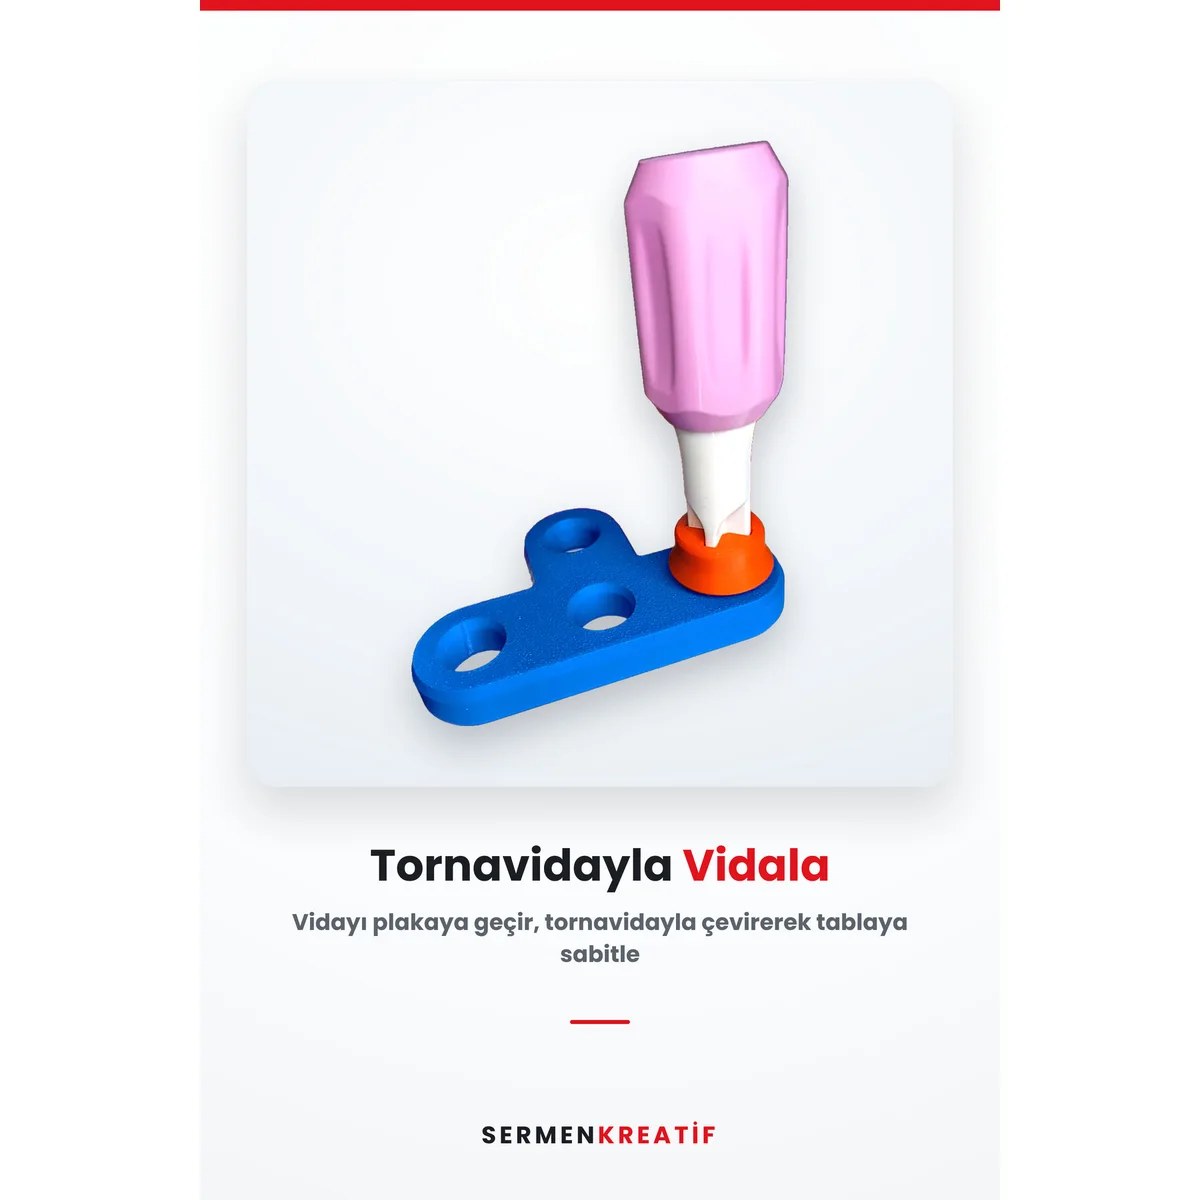 Tornavidayla Vidala
Vidayı plakaya geçir, tornavidayla çevirerek tablaya
sabitle
SERMENKREATİF